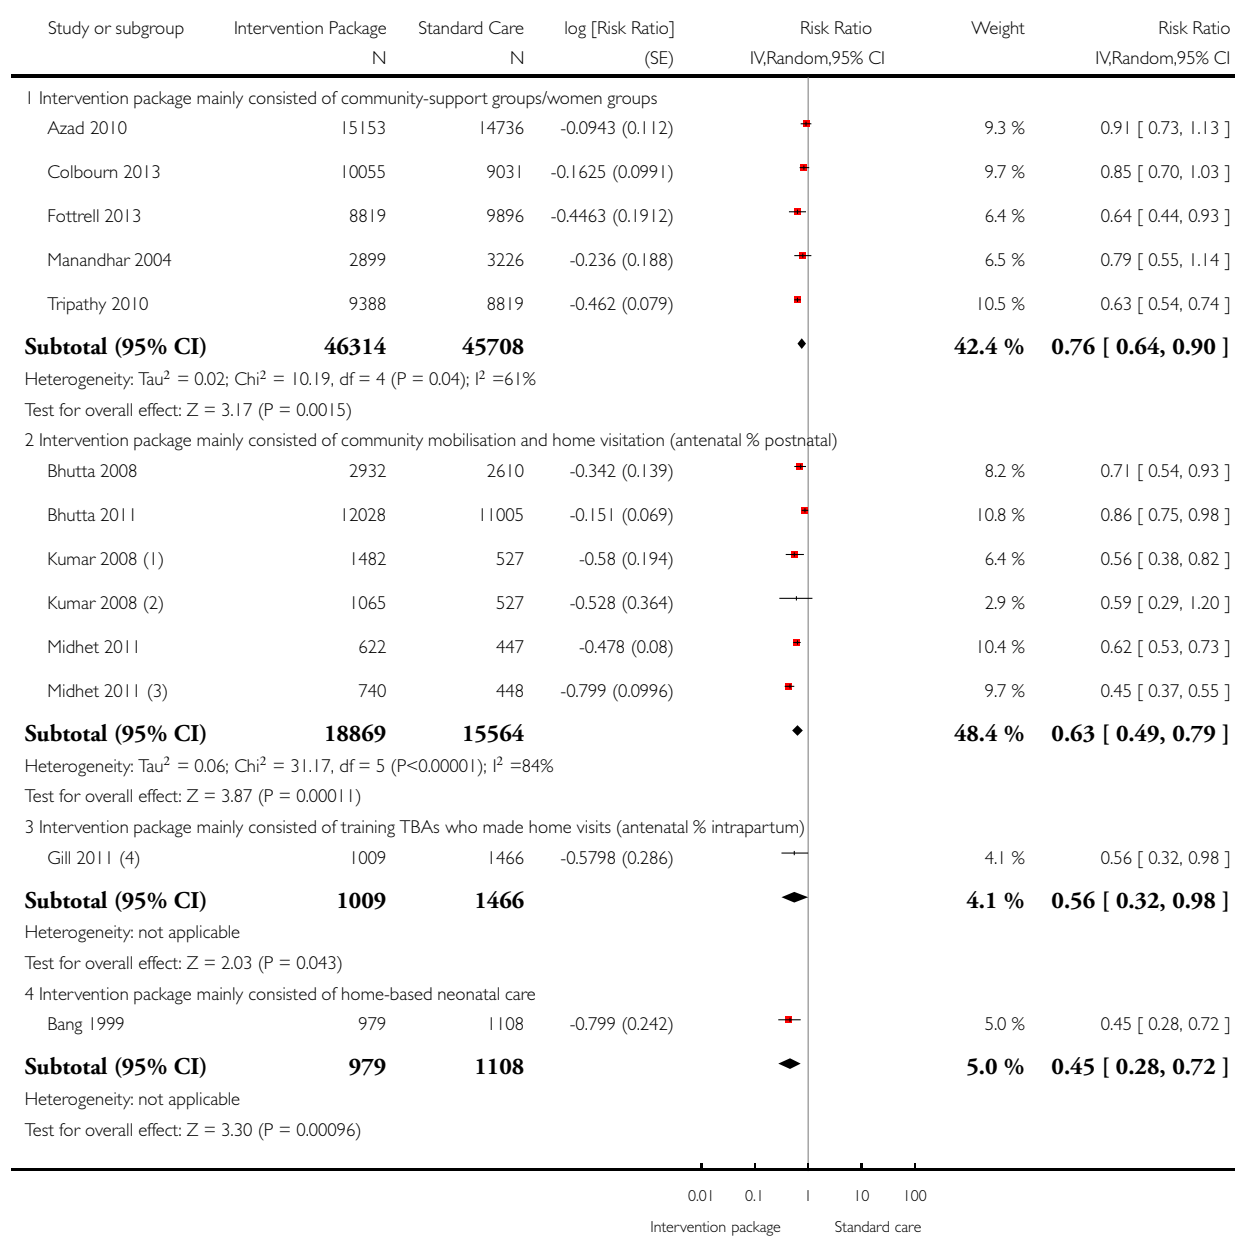 Study or subgroup Intervention Package Standard Care log [Risk Ratio] Risk Ratio Weight Risk Ratio
N N (SE) IV,Random,95% CI IV,Random,95% CI
1 Intervention package mainly consisted of community-support groups/women groups
Azad 2010 15153 14736 -0.0943 (0.112) 9.3 % 0.91 [ 0.73, 1.13 ]
Colbourn 2013 10055 9031 -0.1625 (0.0991) 9.7 % 0.85 [ 0.70, 1.03 ]
Fottrell 2013 8819 9896 -0.4463 (0.1912) 6.4 % 0.64 [ 0.44, 0.93 ]
Manandhar 2004 2899 3226 -0.236 (0.188) 6.5 % 0.79 [ 0.55, 1.14 ]
Tripathy 2010 9388 8819 -0.462 (0.079) 10.5 % 0.63 [ 0.54, 0.74 ]
Subtotal (95% CI) 46314 45708 42.4 % 0.76 [ 0.64, 0.90 ]
Heterogeneity: Tau² = 0.02; Chi² = 10.19, df = 4 (P = 0.04); I² =61%
Test for overall effect: Z = 3.17 (P = 0.0015)
2 Intervention package mainly consisted of community mobilisation and home visitation (antenatal % postnatal)
Bhutta 2008 2932 2610 -0.342 (0.139) 8.2 % 0.71 [ 0.54, 0.93 ]
Bhutta 2011 12028 11005 -0.151 (0.069) 10.8 % 0.86 [ 0.75, 0.98 ]
Kumar 2008 (1) 1482 527 -0.58 (0.194) 6.4 % 0.56 [ 0.38, 0.82 ]
Kumar 2008 (2) 1065 527 -0.528 (0.364) 2.9 % 0.59 [ 0.29, 1.20 ]
Midhet 2011 622 447 -0.478 (0.08) 10.4 % 0.62 [ 0.53, 0.73 ]
Midhet 2011 (3) 740 448 -0.799 (0.0996) 9.7 % 0.45 [ 0.37, 0.55 ]
Subtotal (95% CI) 18869 15564 48.4 % 0.63 [ 0.49, 0.79 ]
Heterogeneity: Tau² = 0.06; Chi² = 31.17, df = 5 (P<0.00001); I² =84%
Test for overall effect: Z = 3.87 (P = 0.00011)
3 Intervention package mainly consisted of training TBAs who made home visits (antenatal % intrapartum)
Gill 2011 (4) 1009 1466 -0.5798 (0.286) 4.1 % 0.56 [ 0.32, 0.98 ]
Subtotal (95% CI) 1009 1466 4.1 % 0.56 [ 0.32, 0.98 ]
Heterogeneity: not applicable
Test for overall effect: Z = 2.03 (P = 0.043)
4 Intervention package mainly consisted of home-based neonatal care
Bang 1999 979 1108 -0.799 (0.242) 5.0 % 0.45 [ 0.28, 0.72 ]
Subtotal (95% CI) 979 1108 5.0 % 0.45 [ 0.28, 0.72 ]
Heterogeneity: not applicable
Test for overall effect: Z = 3.30 (P = 0.00096)
0.01 0.1 1 10 100
Intervention package Standard care